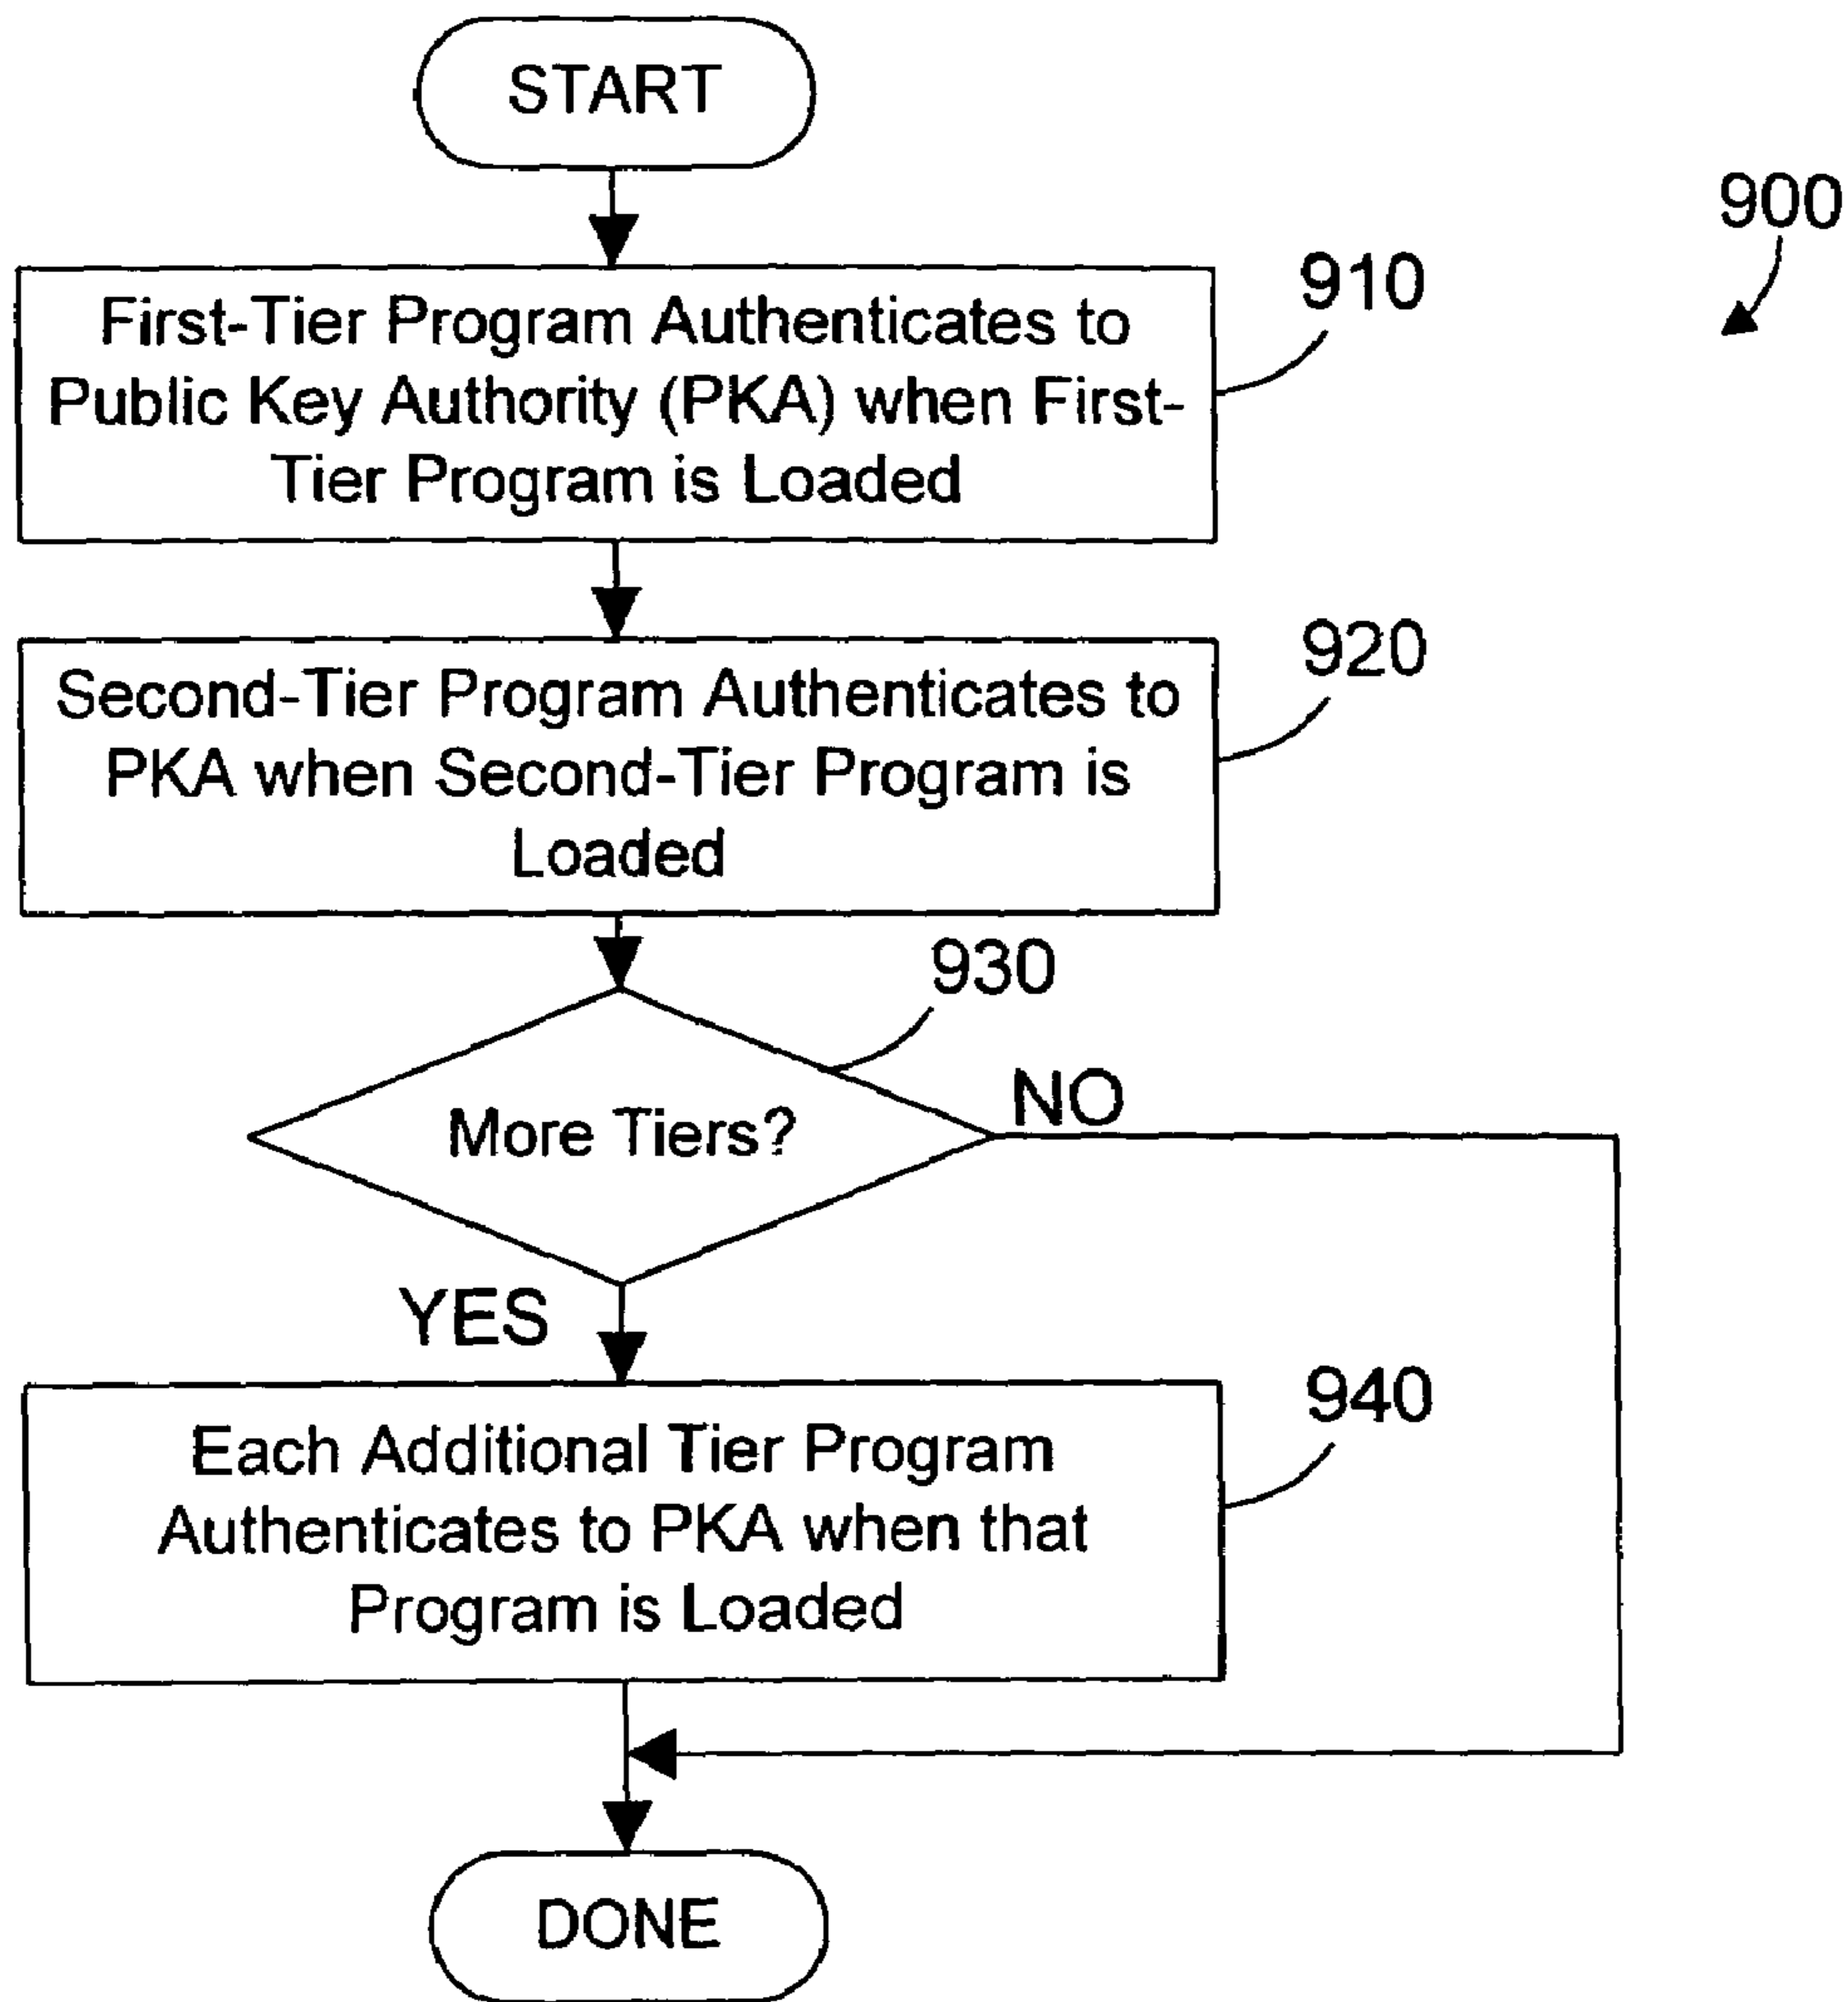 START
900
910
First-Tier Program Authenticates to
Public Key Authority (PKA) when First-
Tier Program is Loaded
920
Second-Tier Program Authenticates to
PKA when Second-Tier Program is
Loaded
930
More Tiers?
NO
YES
940
Each Additional Tier Program
Authenticates to PKA when that
Program is Loaded
DONE